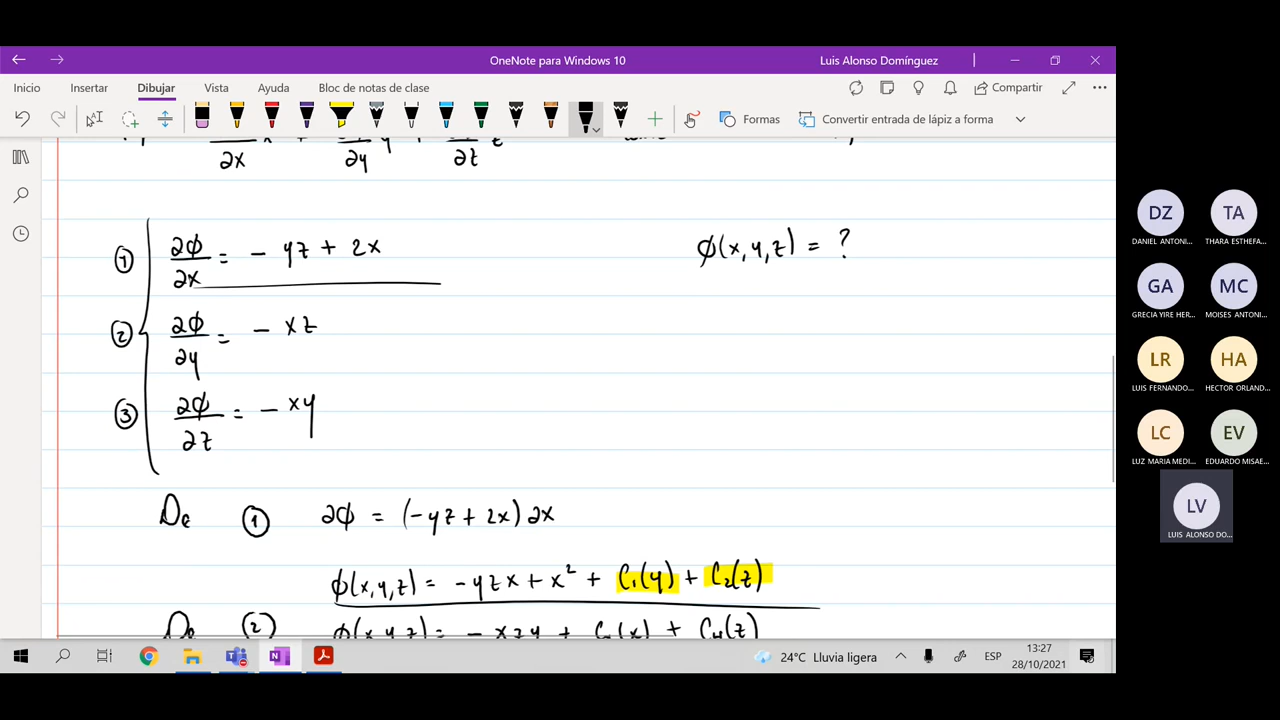 OneNote para Windows 10
Luis Alonso Domínguez
Inicio Insertar Dibujar Vista Ayuda Bloc de notas de clase
Compartir
Formas
Convertir entrada de lápiz a forma
∂x ∂y ∂z
① ∂φ/∂x = - yz + 2x
φ(x,y,z) = ?
② ∂φ/∂y = - xz
③ ∂φ/∂z = - xy
De ① ∂φ = (-yz + 2x) ∂x
φ(x,y,z) = -yzx + x² + C₁(y) + C₂(z)
De ② φ(x,y,z) = - xzy + (x) + C₄(z)
DZ
DANIEL ANTONI...
TA
THARA ESTHEFA...
GA
GRECIA YIRE HER...
MC
MOISES ANTONI...
LR
LUIS FERNANDO...
HA
HECTOR ORLAND...
LC
LUZ MARIA MEDI...
EV
EDUARDO MISAE...
LV
LUIS ALONSO DO...
24°C Lluvia ligera
ESP
13:27
28/10/2021